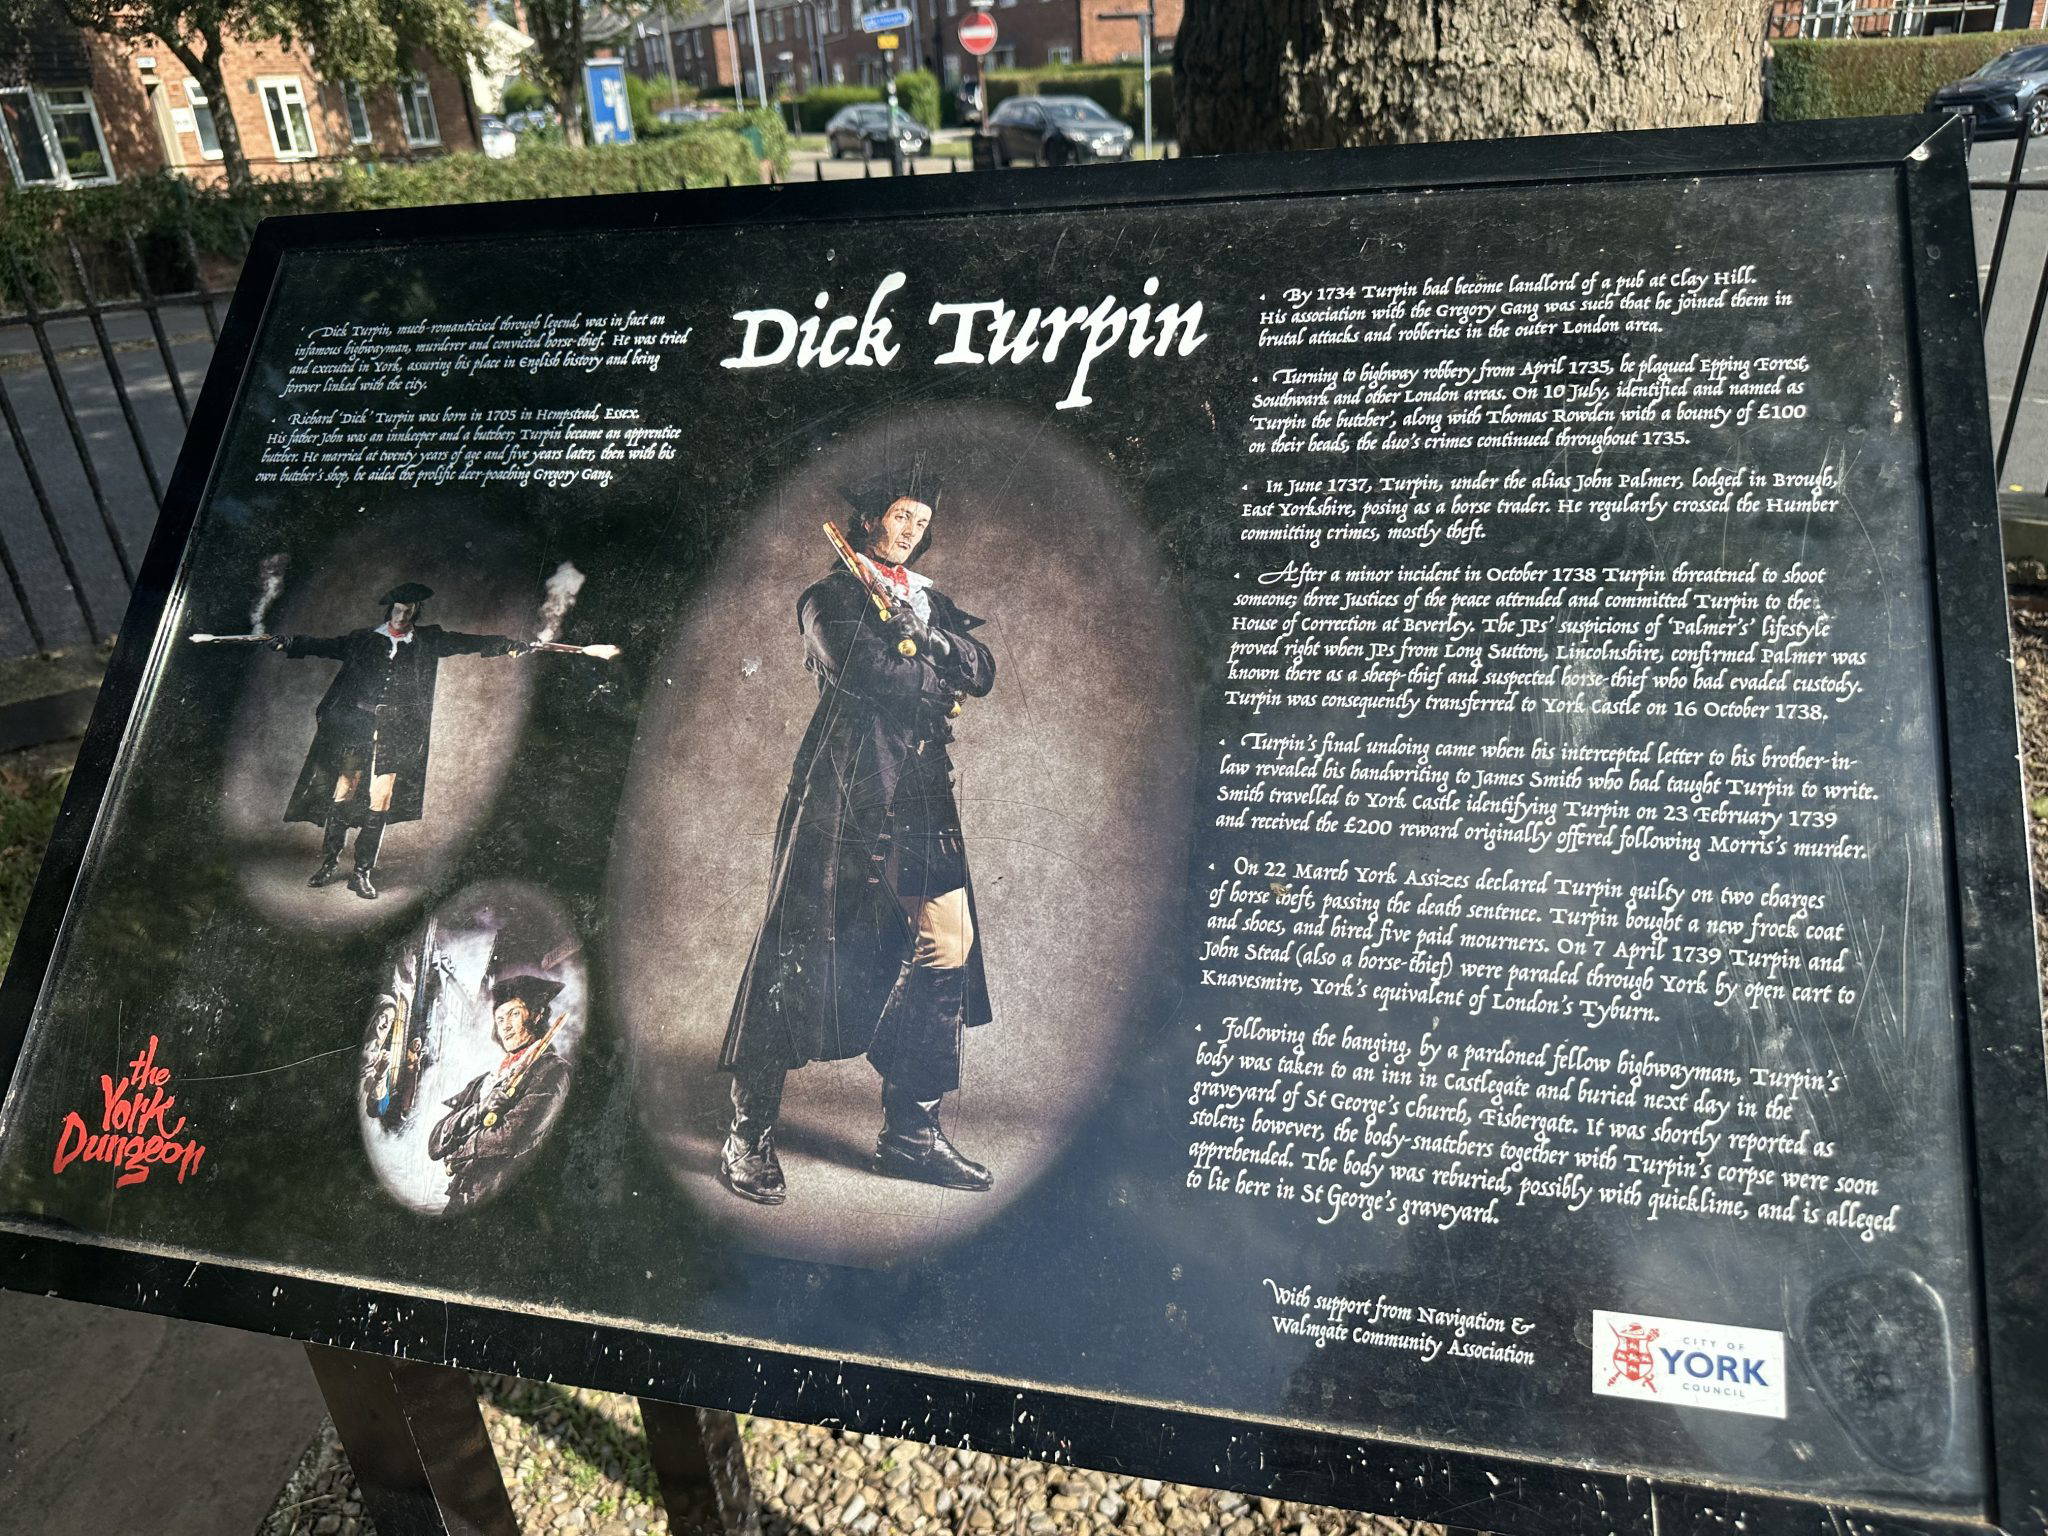 Dick Turpin
Dick Turpin, much-romanticised through legend, was in fact an
infamous highwayman, murderer and convicted horse-thief. He was tried
and executed in York, assuring his place in English history and being
forever linked with the city.
Richard 'Dick' Turpin was born in 1705 in Hempstead, Essex.
His father John was an innkeeper and a butcher; Turpin became an apprentice
butcher. He married at twenty years of age and five years later, then with his
own butcher's shop, he aided the prolific deer-poaching Gregory Gang.
By 1734 Turpin had become landlord of a pub at Clay Hill.
His association with the Gregory Gang was such that he joined them in
brutal attacks and robberies in the outer London area.
Turning to highway robbery from April 1735, he plagued Epping Forest,
Southwark and other London areas. On 10 July, identified and named as
'Turpin the butcher', along with Thomas Rowden with a bounty of £100
on their heads, the duo's crimes continued throughout 1735.
In June 1737, Turpin, under the alias John Palmer, lodged in Brough,
East Yorkshire, posing as a horse trader. He regularly crossed the Humber
committing crimes, mostly theft.
After a minor incident in October 1738 Turpin threatened to shoot
someone; three Justices of the peace attended and committed Turpin to the
House of Correction at Beverley. The JPs' suspicions of 'Palmer's' lifestyle
proved right when JPs from Long Sutton, Lincolnshire, confirmed Palmer was
known there as a sheep-thief and suspected horse-thief who had evaded custody.
Turpin was consequently transferred to York Castle on 16 October 1738.
Turpin's final undoing came when his intercepted letter to his brother-in-
law revealed his handwriting to James Smith who had taught Turpin to write.
Smith travelled to York Castle identifying Turpin on 23 February 1739
and received the £200 reward originally offered following Morris's murder.
On 22 March York Assizes declared Turpin guilty on two charges
of horse theft, passing the death sentence. Turpin bought a new frock coat
and shoes, and hired five paid mourners. On 7 April 1739 Turpin and
John Stead (also a horse-thief) were paraded through York by open cart to
Knavesmire, York's equivalent of London's Tyburn.
Following the hanging, by a pardoned fellow highwayman, Turpin's
body was taken to an inn in Castlegate and buried next day in the
graveyard of St George's Church, Fishergate. It was shortly reported as
stolen; however, the body-snatchers together with Turpin's corpse were soon
apprehended. The body was reburied, possibly with quicklime, and is alleged
to lie here in St George's graveyard.
the
York
Dungeon
With support from Navigation &
Walmgate Community Association
CITY OF
YORK
COUNCIL